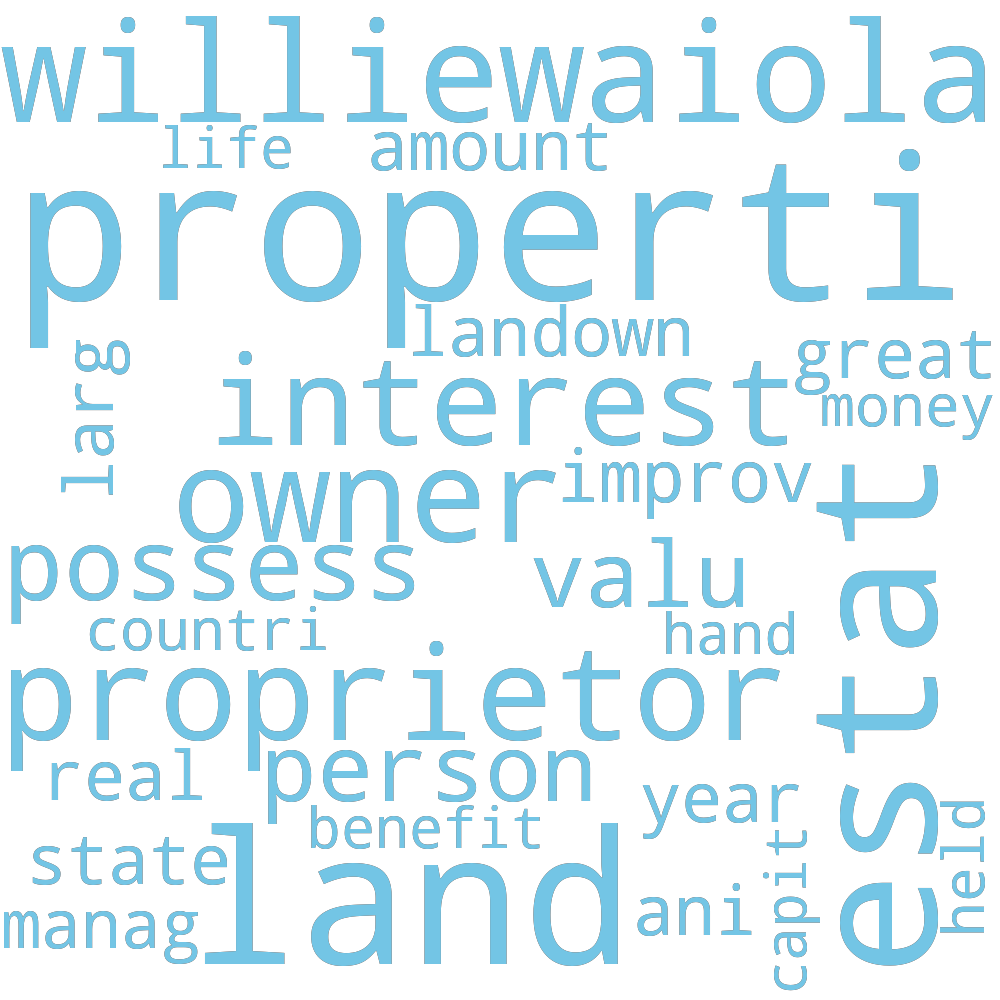 williewaiola
life amount
properti
landown
larg
great
interest
money
owner
improv
possess
valu
estat
countri
hand
proprietor
real
person
year
benefit
state
land
capit
held
manag
ani